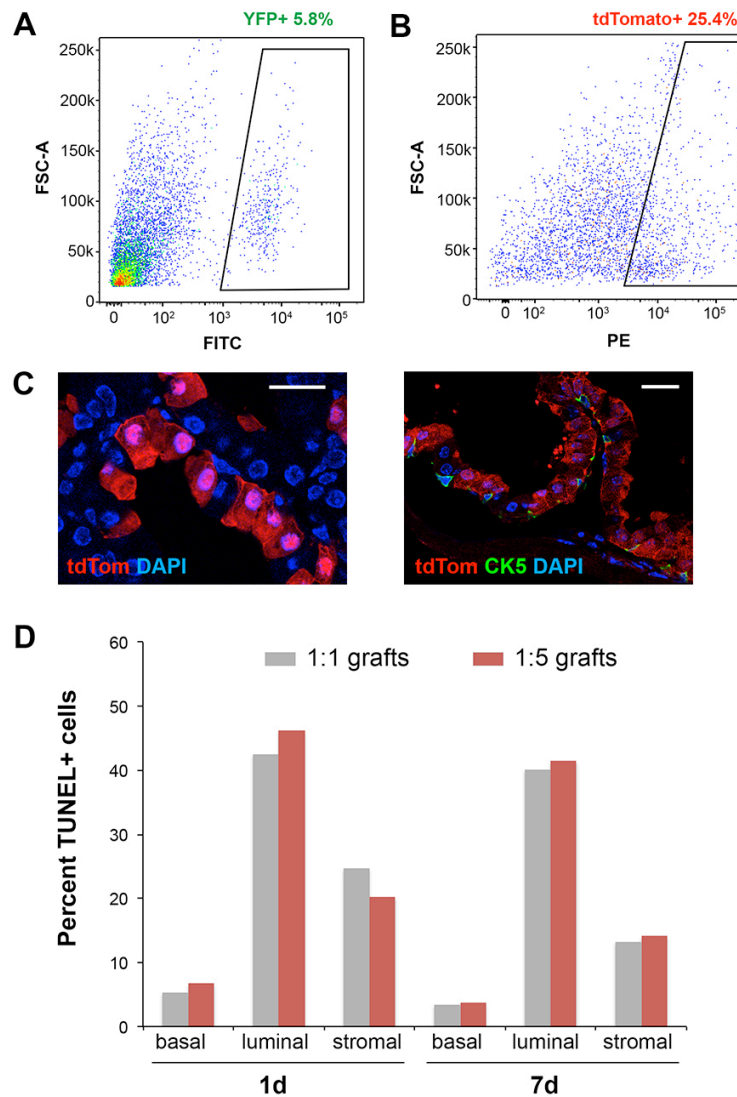 A
YFP+ 5.8%
250k
200k
150k
100k
50k
0
FSC-A
0 10² 10³ 10⁴ 10⁵
FITC
B
tdTomato+ 25.4%
250k
200k
150k
100k
50k
0
FSC-A
0 10² 10³ 10⁴ 10⁵
PE
C
tdTom DAPI
tdTom CK5 DAPI
D
1:1 grafts 1:5 grafts
Percent TUNEL+ cells
60
50
40
30
20
10
0
basal luminal stromal basal luminal stromal
1d 7d